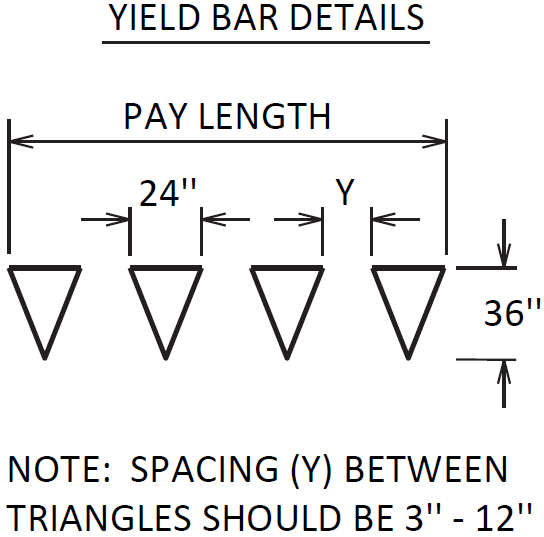 YIELD BAR DETAILS
PAY LENGTH
24"
Y
36"
NOTE:  SPACING (Y) BETWEEN
TRIANGLES SHOULD BE 3" - 12"